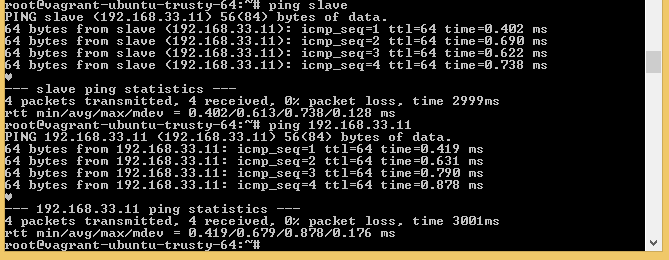 root@vagrant-ubuntu-trusty-64:~# ping slave
PING slave (192.168.33.11) 56(84) bytes of data.
64 bytes from slave (192.168.33.11): icmp_seq=1 ttl=64 time=0.402 ms
64 bytes from slave (192.168.33.11): icmp_seq=2 ttl=64 time=0.690 ms
64 bytes from slave (192.168.33.11): icmp_seq=3 ttl=64 time=0.622 ms
64 bytes from slave (192.168.33.11): icmp_seq=4 ttl=64 time=0.738 ms
♥
--- slave ping statistics ---
4 packets transmitted, 4 received, 0% packet loss, time 2999ms
rtt min/avg/max/mdev = 0.402/0.613/0.738/0.128 ms
root@vagrant-ubuntu-trusty-64:~# ping 192.168.33.11
PING 192.168.33.11 (192.168.33.11) 56(84) bytes of data.
64 bytes from 192.168.33.11: icmp_seq=1 ttl=64 time=0.419 ms
64 bytes from 192.168.33.11: icmp_seq=2 ttl=64 time=0.631 ms
64 bytes from 192.168.33.11: icmp_seq=3 ttl=64 time=0.790 ms
64 bytes from 192.168.33.11: icmp_seq=4 ttl=64 time=0.878 ms
♥
--- 192.168.33.11 ping statistics ---
4 packets transmitted, 4 received, 0% packet loss, time 3001ms
rtt min/avg/max/mdev = 0.419/0.679/0.878/0.176 ms
root@vagrant-ubuntu-trusty-64:~#